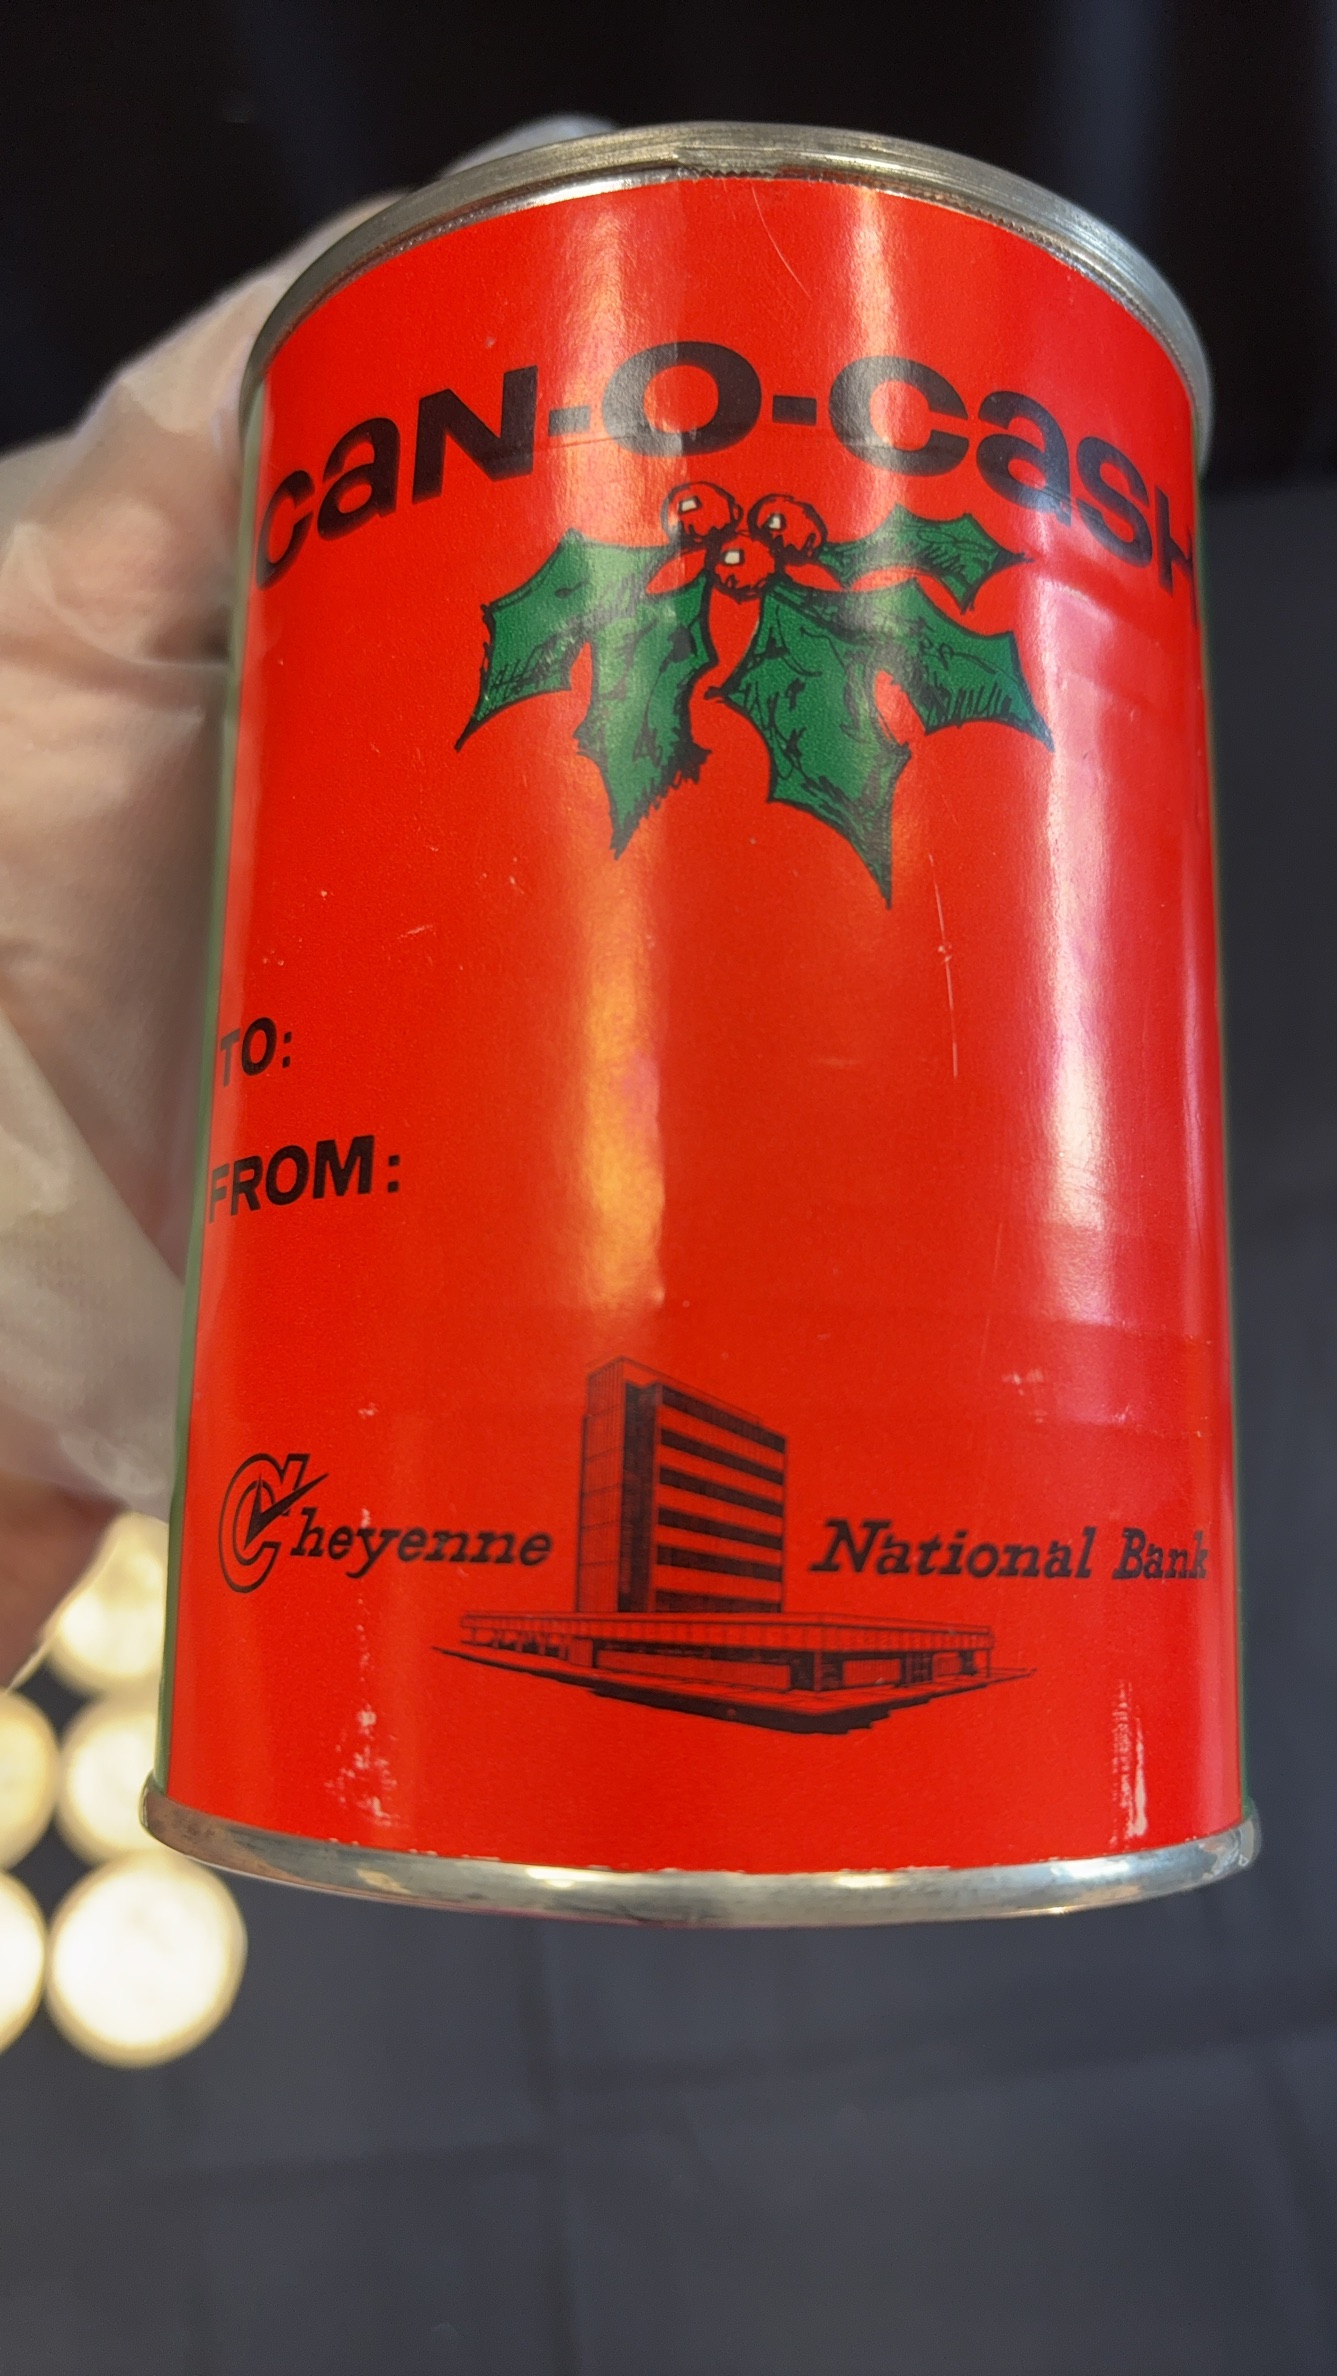 CaN-O-CaSH
TO:
FROM:
Cheyenne National Bank